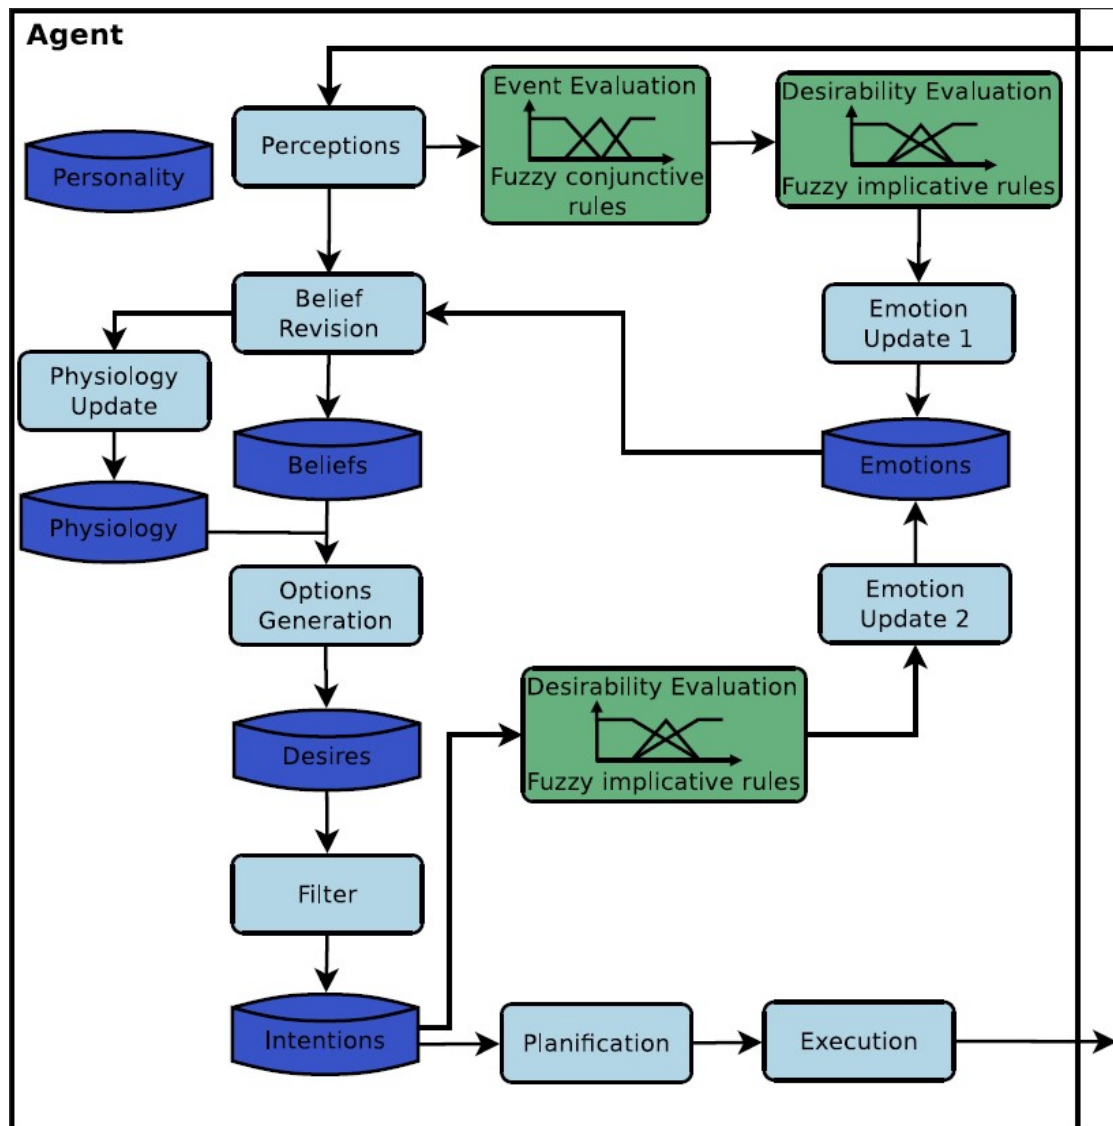 Agent
Event Evaluation
Fuzzy conjunctive
rules
Desirability Evaluation
Fuzzy implicative rules
Perceptions
Personality
Belief
Revision
Emotion
Update 1
Physiology
Update
Beliefs
Emotions
Physiology
Options
Generation
Emotion
Update 2
Desirability Evaluation
Fuzzy implicative rules
Desires
Filter
Intentions
Planification
Execution